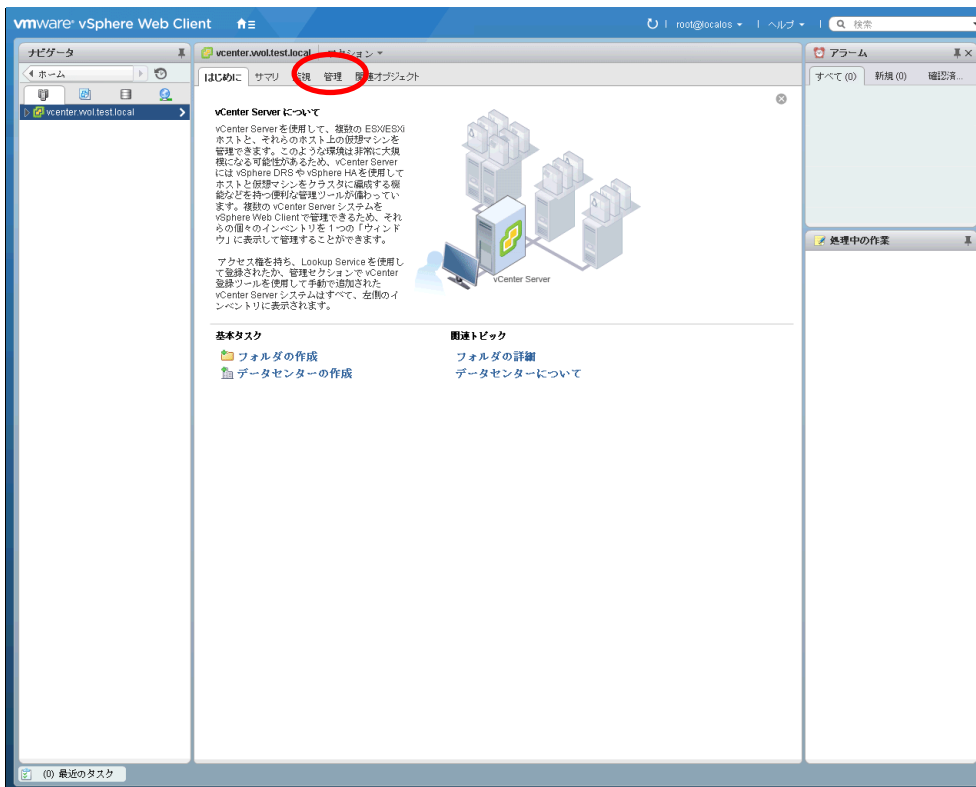 vmware® vSphere Web Client
root@localos
ヘルプ
検索
ナビゲータ
ホーム
vcenter.vvol.test.local
vcenter.vvol.test.local
はじめに サマリ 管理
すべて (0) 新規 (0) 確認済...
アラーム
vCenter Server について
vCenter Server を使用して、複数の ESX/ESXi
ホストと、それらのホスト上の仮想マシンを
管理できます。このような環境は非常に大規
模になる可能性があるため、vCenter Server
には vSphere DRS や vSphere HA を使用して
ホストと仮想マシンをクラスタに編成する機
能などを持つ便利な管理ツールが備わってい
ます。複数の vCenter Server システムを
vSphere Web Client で管理できるため、それ
らの個々のインベントリを 1 つの「ウィンド
ウ」に表示して管理することができます。
アクセス権を持ち、Lookup Service を使用し
て登録されたか、管理セクションで vCenter
登録ツールを使用して手動で追加された
vCenter Server システムはすべて、左側のイ
ンベントリに表示されます。
vCenter Server
処理中の作業
基本タスク
フォルダの作成
データセンターの作成
関連トピック
フォルダの詳細
データセンターについて
(0) 最近のタスク